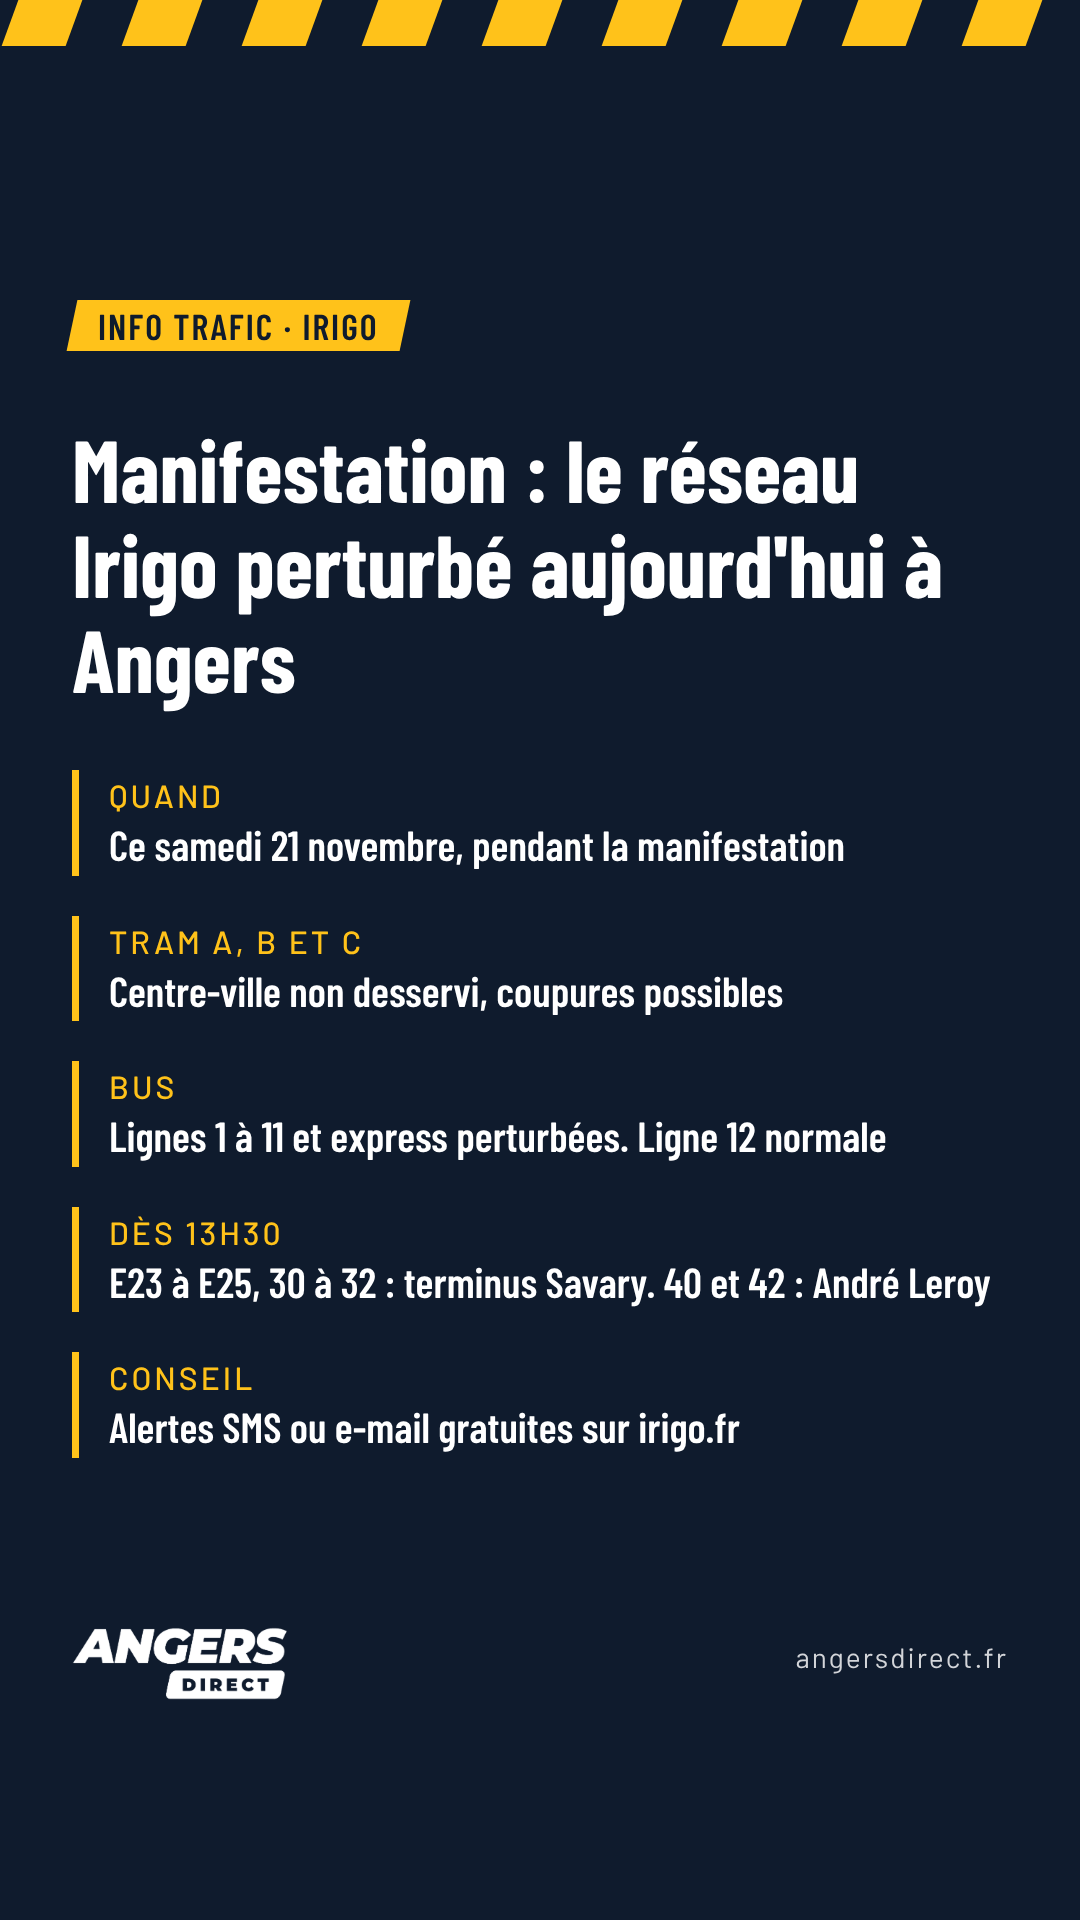 INFO TRAFIC · IRIGO
Manifestation : le réseau
Irigo perturbé aujourd'hui à
Angers
QUAND
Ce samedi 21 novembre, pendant la manifestation
TRAM A, B ET C
Centre-ville non desservi, coupures possibles
BUS
Lignes 1 à 11 et express perturbées. Ligne 12 normale
DÈS 13H30
E23 à E25, 30 à 32 : terminus Savary. 40 et 42 : André Leroy
CONSEIL
Alertes SMS ou e-mail gratuites sur irigo.fr
ANGERS
DIRECT
angersdirect.fr